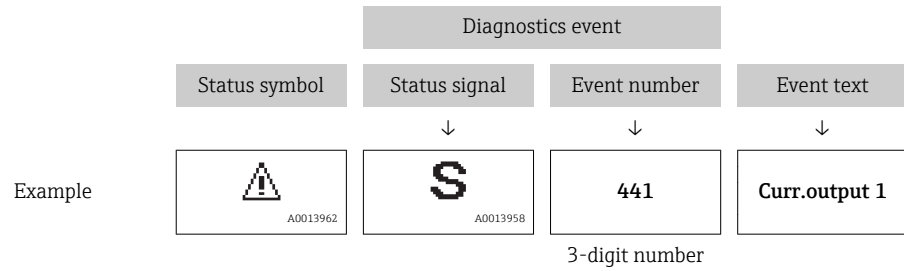 Diagnostics event
Status symbol Status signal Event number Event text
↓ ↓ ↓
Example S 441 Curr.output 1
A0013962 A0013958
3-digit number